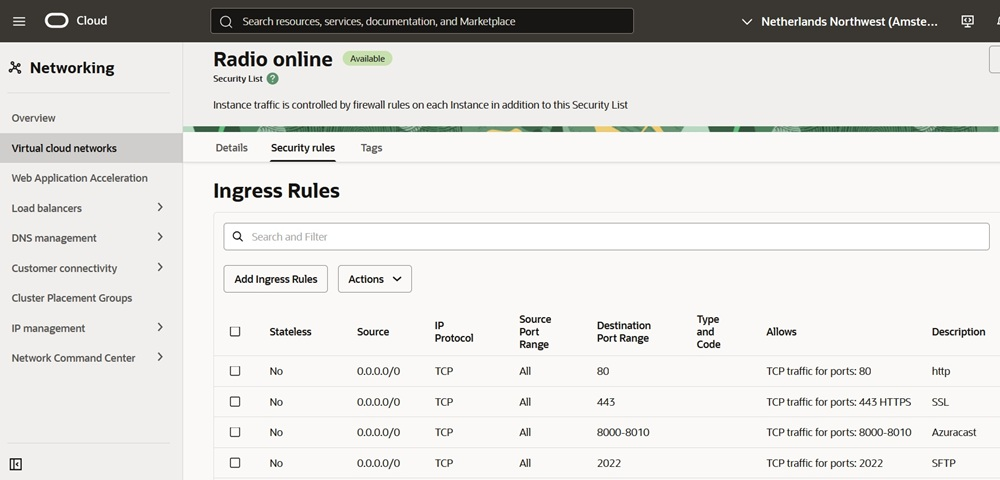 Cloud
Search resources, services, documentation, and Marketplace
Netherlands Northwest (Amste...
Networking
Overview
Virtual cloud networks
Web Application Acceleration
Load balancers
DNS management
Customer connectivity
Cluster Placement Groups
IP management
Network Command Center
Radio online Available
Security List ?
Instance traffic is controlled by firewall rules on each Instance in addition to this Security List
Details Security rules Tags
Ingress Rules
Search and Filter
Add Ingress Rules Actions
Stateless Source IP Protocol Source Port Range Destination Port Range Type and Code Allows Description
No 0.0.0.0/0 TCP All 80 TCP traffic for ports: 80 http
No 0.0.0.0/0 TCP All 443 TCP traffic for ports: 443 HTTPS SSL
No 0.0.0.0/0 TCP All 8000-8010 TCP traffic for ports: 8000-8010 Azuracast
No 0.0.0.0/0 TCP All 2022 TCP traffic for ports: 2022 SFTP